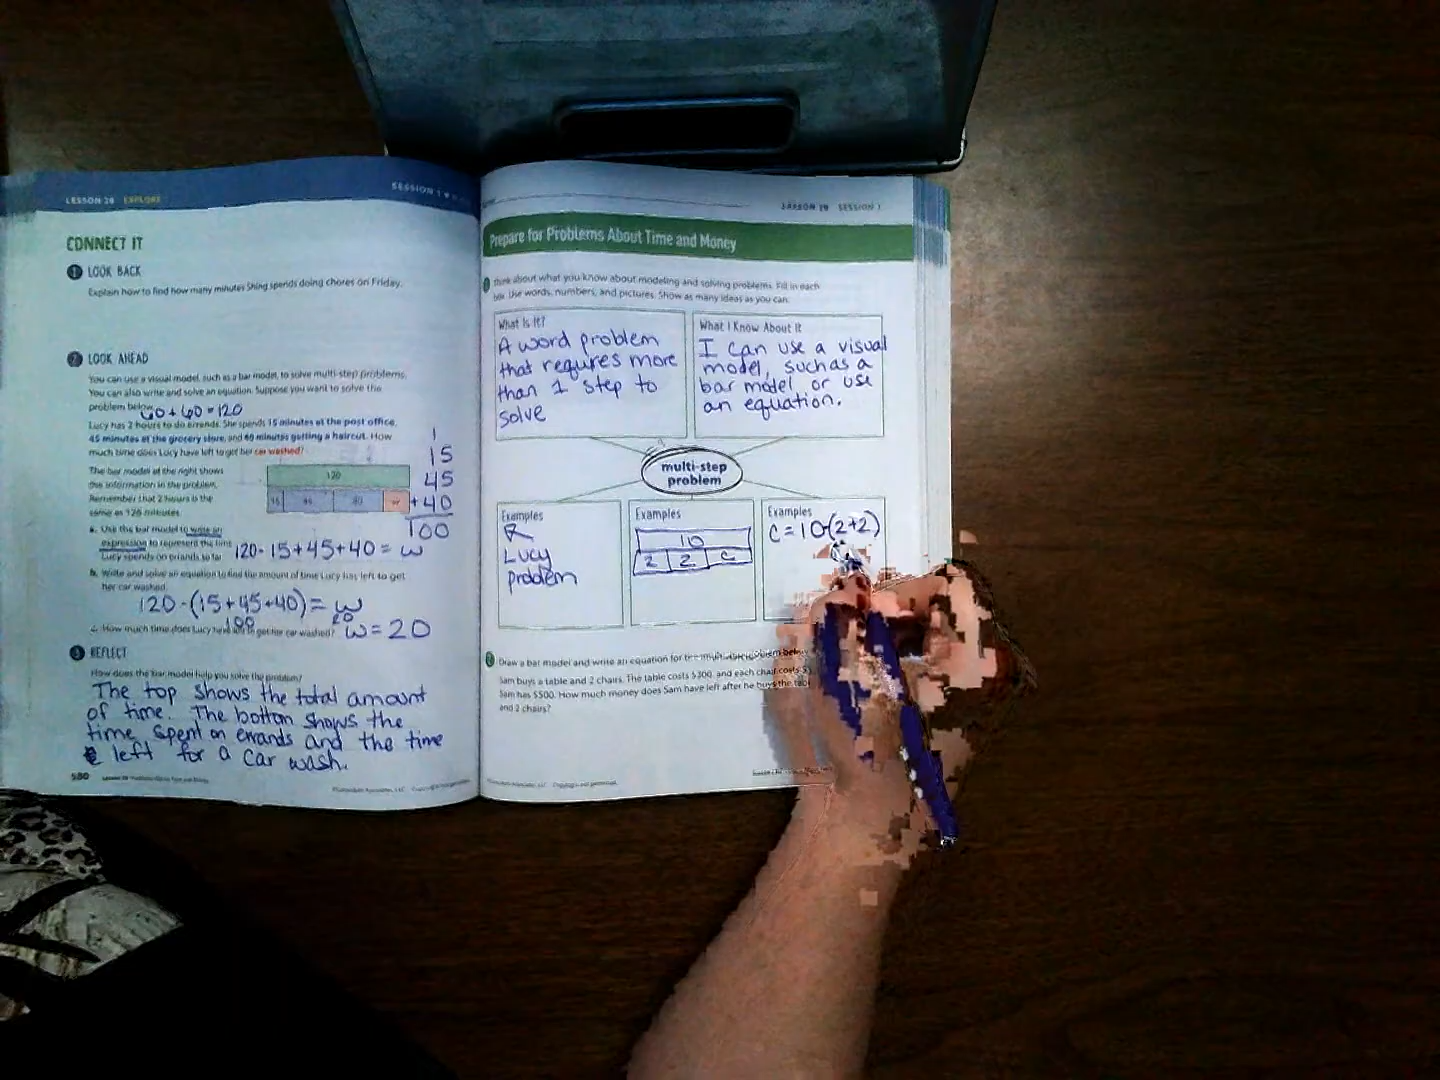 LESSON 28 EXPLORE
SESSION 1
CONNECT IT
1 LOOK BACK
Explain how to find how many minutes Shing spends doing chores on Friday.
2 LOOK AHEAD
You can use a visual model, such as a bar model, to solve multi-step problems.
You can also write and solve an equation. Suppose you want to solve the
problem below.
60+60=120
Lucy has 2 hours to do errands. She spends 15 minutes at the post office,
45 minutes at the grocery store, and 40 minutes getting a haircut. How
much time does Lucy have left to get her car washed?
The bar model at the right shows
the information in the problem.
Remember that 2 hours is the
same as 120 minutes.
120
15 45 40 w
1
15
45
+40
100
a. Use the bar model to write an
expression to represent the time
Lucy spends on errands so far
120-15+45+40=w
b. Write and solve an equation to find the amount of time Lucy has left to get
her car washed.
120-(15+45+40)=w
100
20
c. How much time does Lucy have left to get her car washed?
w=20
3 REFLECT
How does the bar model help you solve the problem?
The top shows the total amount
of time. The bottom shows the
time spent on errands and the time
left for a car wash.
580
LESSON 28 SESSION 1
Prepare for Problems About Time and Money
1 Think about what you know about modeling and solving problems. Fill in each
box. Use words, numbers, and pictures. Show as many ideas as you can.
What Is It?
A word problem
that requires more
than 1 step to
solve
What I Know About It
I can use a visual
model, such as a
bar model, or use
an equation.
multi-step
problem
Examples
Lucy
problem
Examples
10
2 2 C
Examples
C=10-(2+2)
2 Draw a bar model and write an equation for the multi-step problem below.
Sam buys a table and 2 chairs. The table costs $300, and each chair costs
Sam has $500. How much money does Sam have left after he buys the table
and 2 chairs?